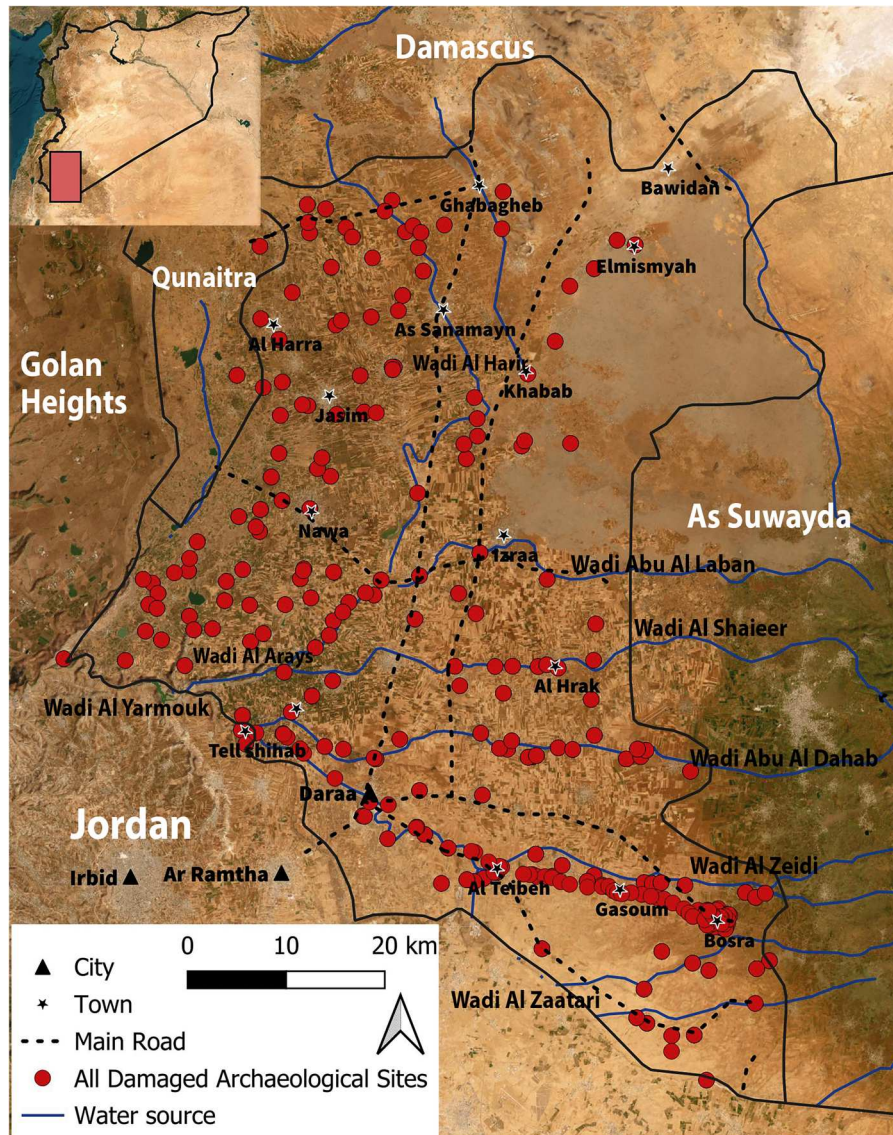 Damascus
Bawidan
Ghabagheb
Elmismyah
Qunaitra
As Sanamayn
Al Harra
Golan
Heights
Wadi Al Harir
Khabab
Jasim
Nawa
As Suwayda
Izraa
Wadi Abu Al Laban
Wadi Al Shaieer
Wadi Al Arays
Al Hrak
Wadi Al Yarmouk
Tell shihab
Wadi Abu Al Dahab
Daraa
Jordan
Irbid
Ar Ramtha
Wadi Al Zeidi
Al Teibeh
Gasoum
Bosra
Wadi Al Zaatari
0 10 20 km
City
Town
Main Road
All Damaged Archaeological Sites
Water source